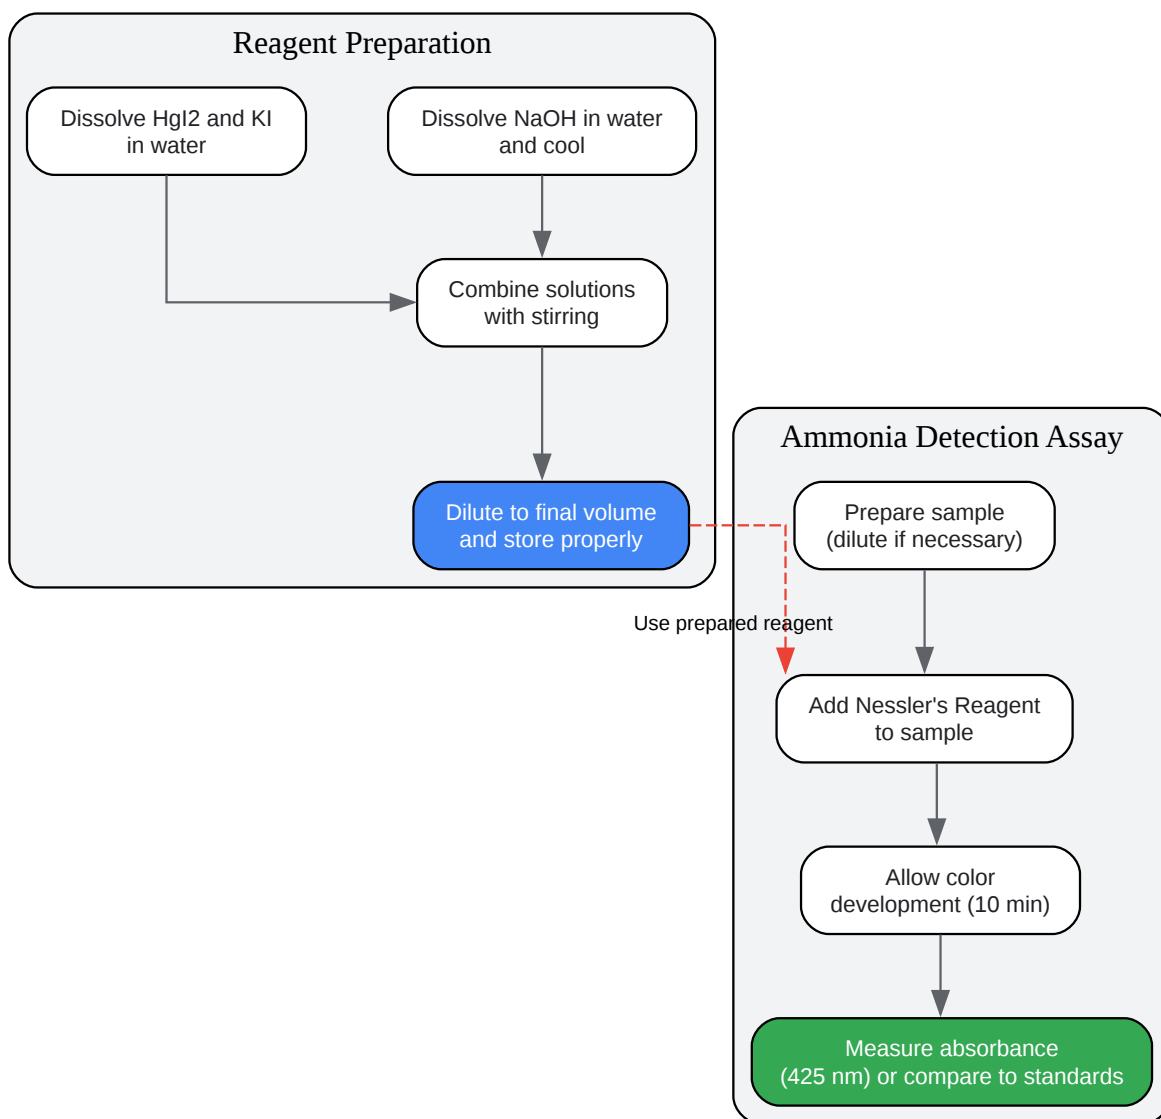 Reagent Preparation
Dissolve HgI2 and KI
in water
Dissolve NaOH in water
and cool
Combine solutions
with stirring
Dilute to final volume
and store properly
Use prepared reagent
Ammonia Detection Assay
Prepare sample
(dilute if necessary)
Add Nessler's Reagent
to sample
Allow color
development (10 min)
Measure absorbance
(425 nm) or compare to standards